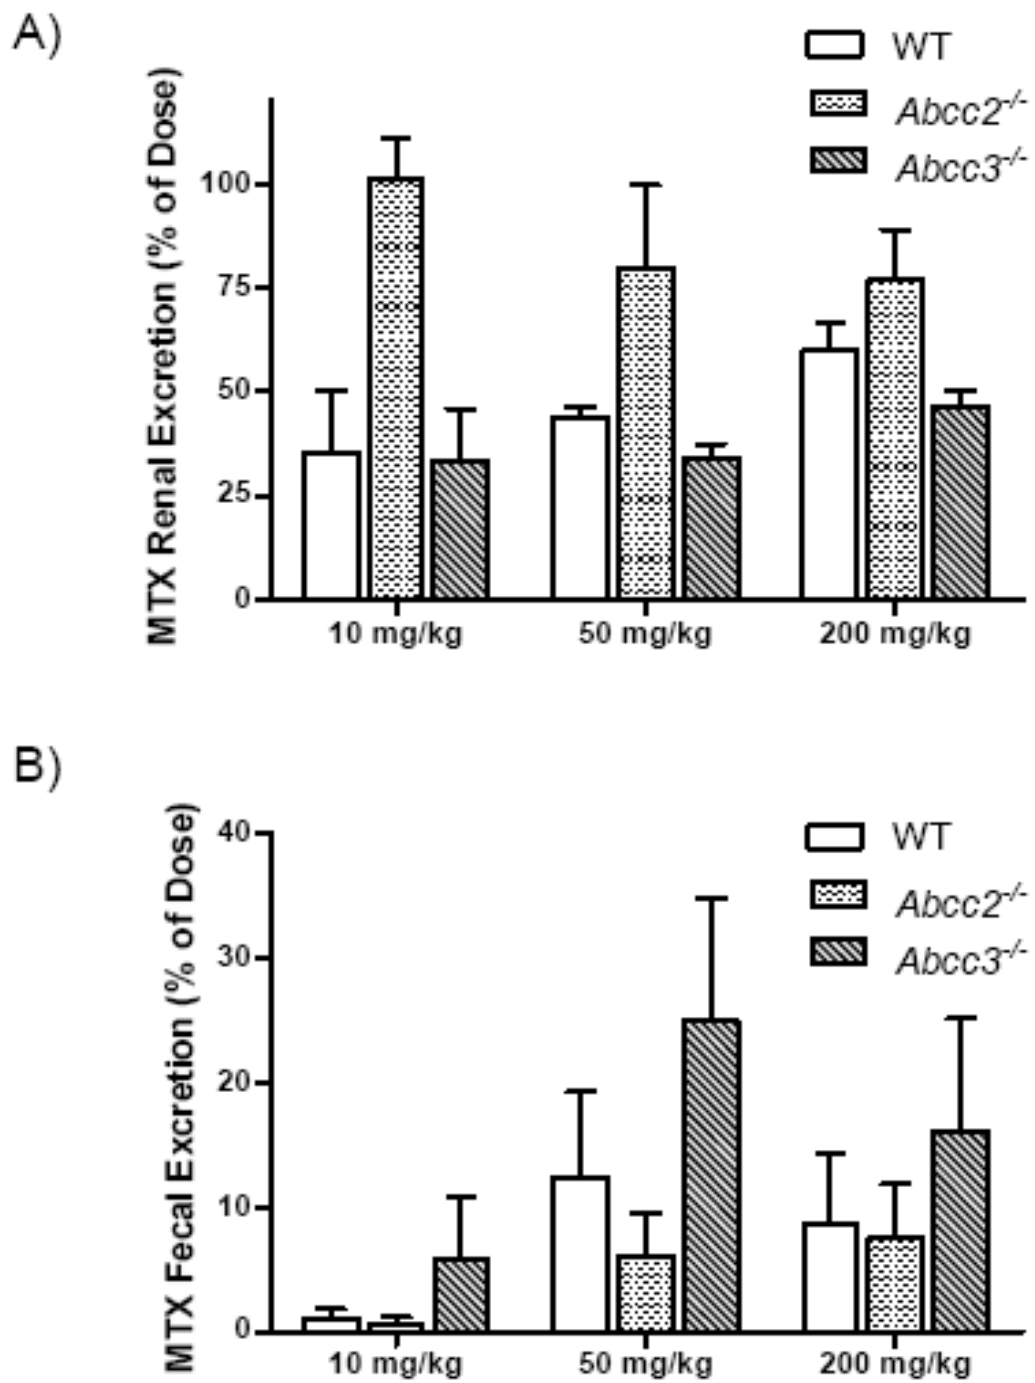 A)
WT
Abcc2-/-
Abcc3-/-
MTX Renal Excretion (% of Dose)
100
75
50
25
0
10 mg/kg 50 mg/kg 200 mg/kg
B)
WT
Abcc2-/-
Abcc3-/-
MTX Fecal Excretion (% of Dose)
40
30
20
10
0
10 mg/kg 50 mg/kg 200 mg/kg